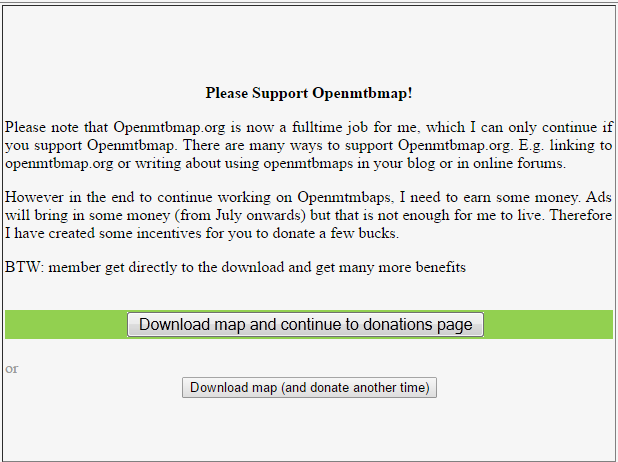 Please Support Openmtbmap!
Please note that Openmtbmap.org is now a fulltime job for me, which I can only continue if
you support Openmtbmap. There are many ways to support Openmtbmap.org. E.g. linking to
openmtbmap.org or writing about using openmtbmaps in your blog or in online forums.
However in the end to continue working on Openmtmbaps, I need to earn some money. Ads
will bring in some money (from July onwards) but that is not enough for me to live. Therefore
I have created some incentives for you to donate a few bucks.
BTW: member get directly to the download and get many more benefits
Download map and continue to donations page
or
Download map (and donate another time)